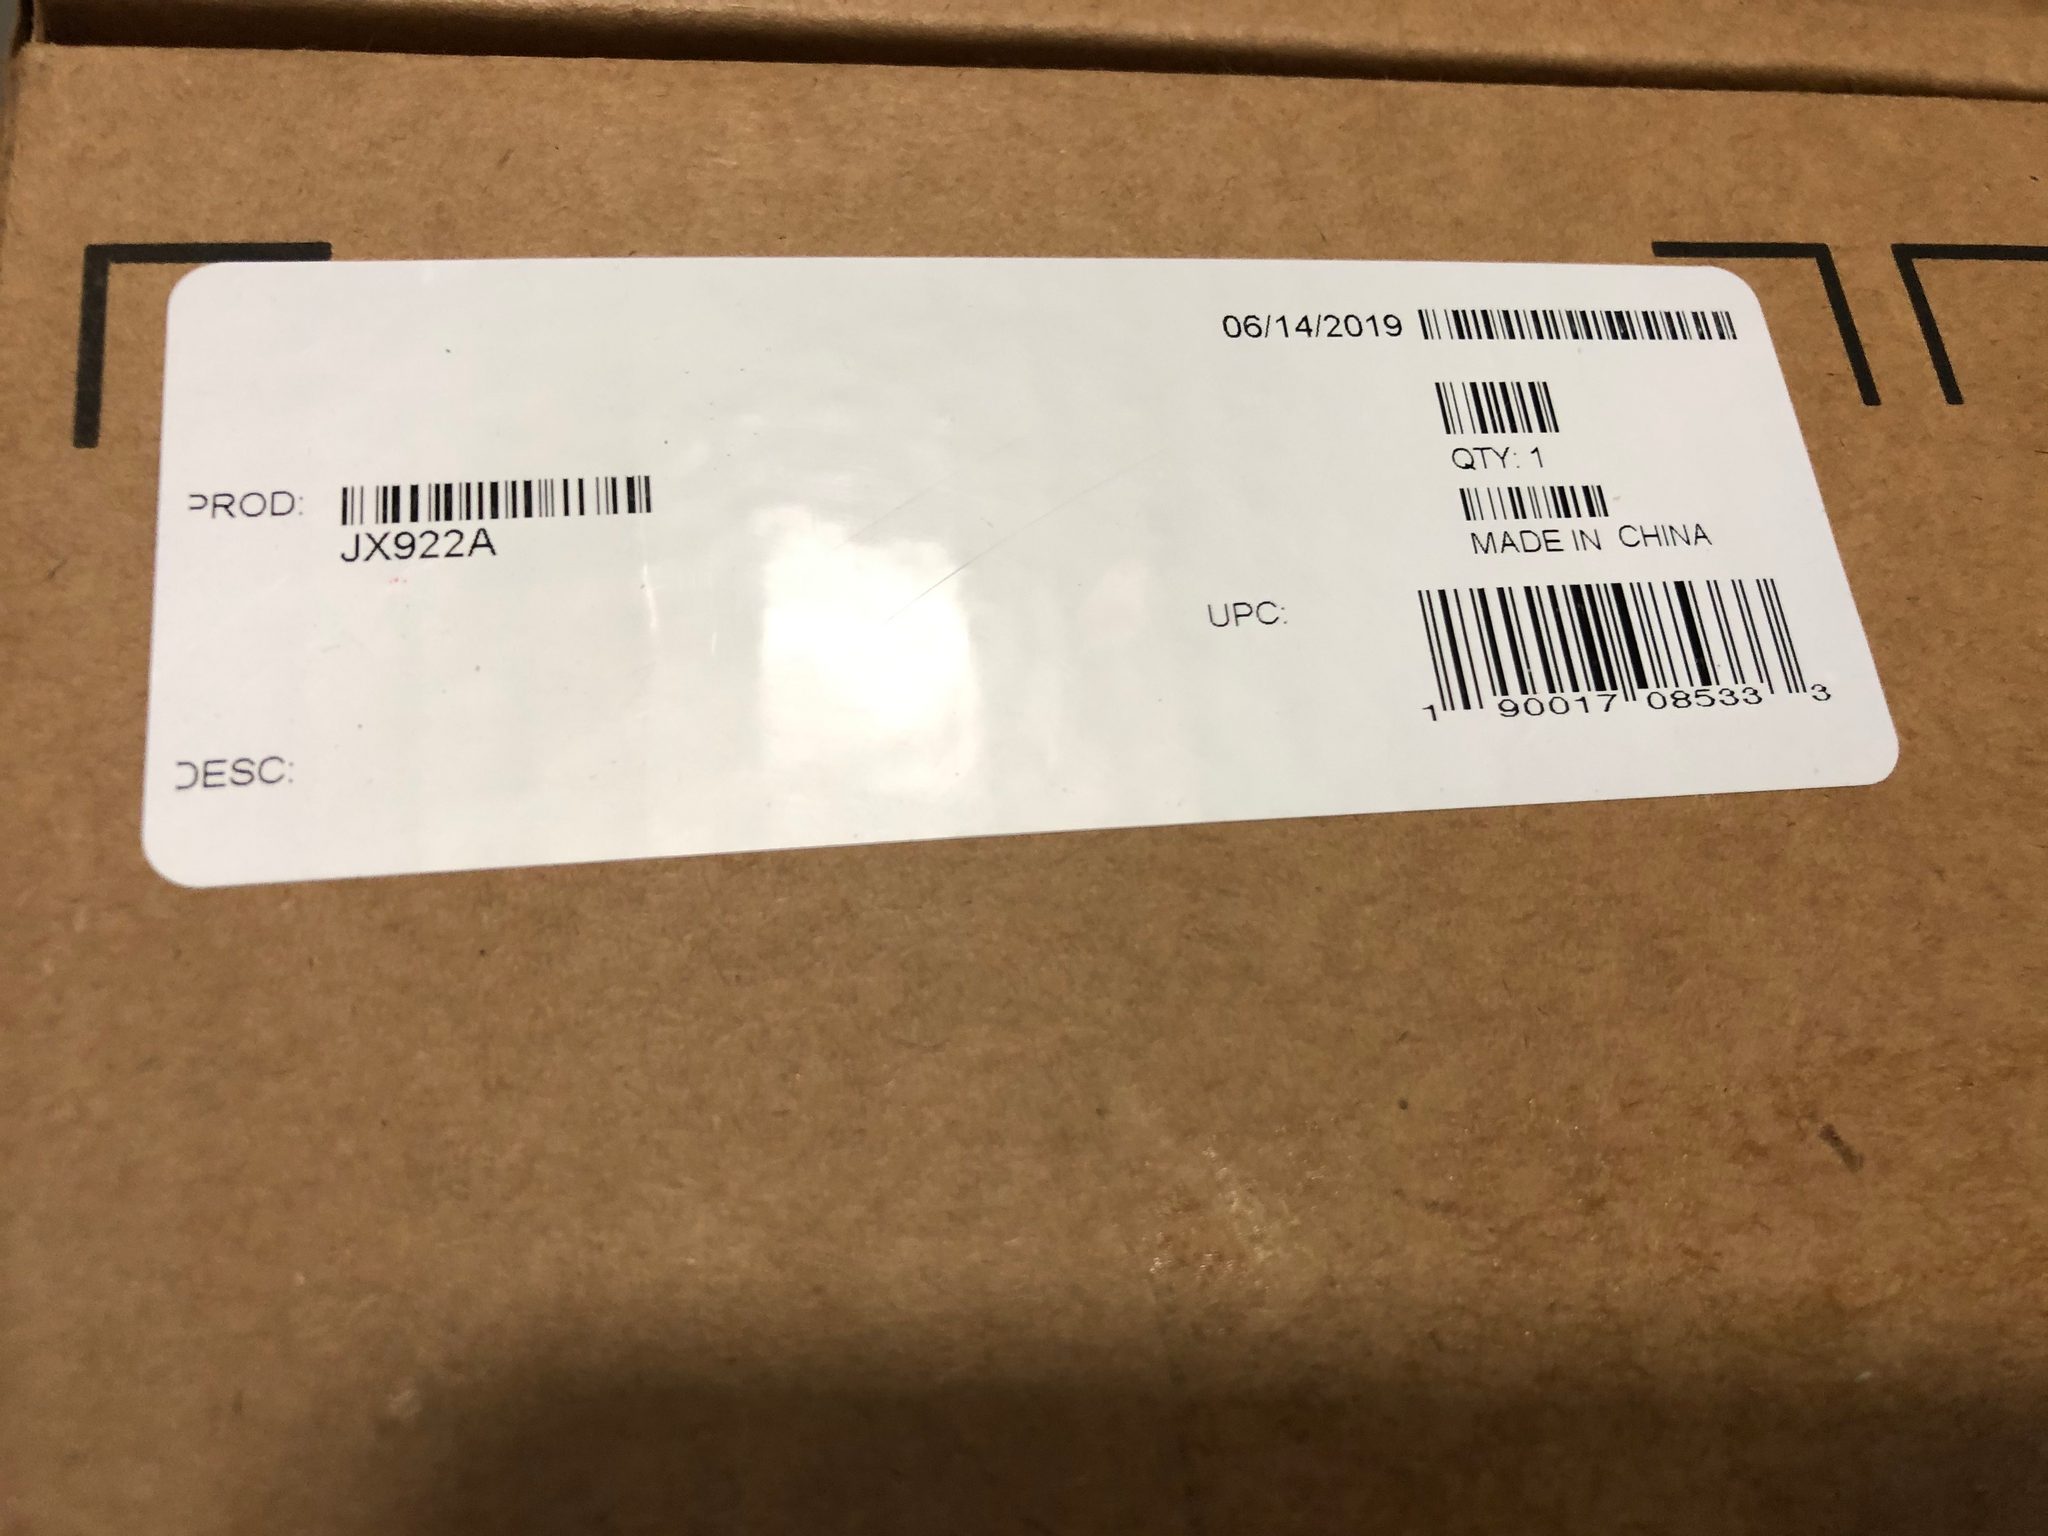 06/14/2019
QTY: 1
PROD:
JX922A
MADE IN CHINA
UPC:
1 90017 08533 3
DESC: